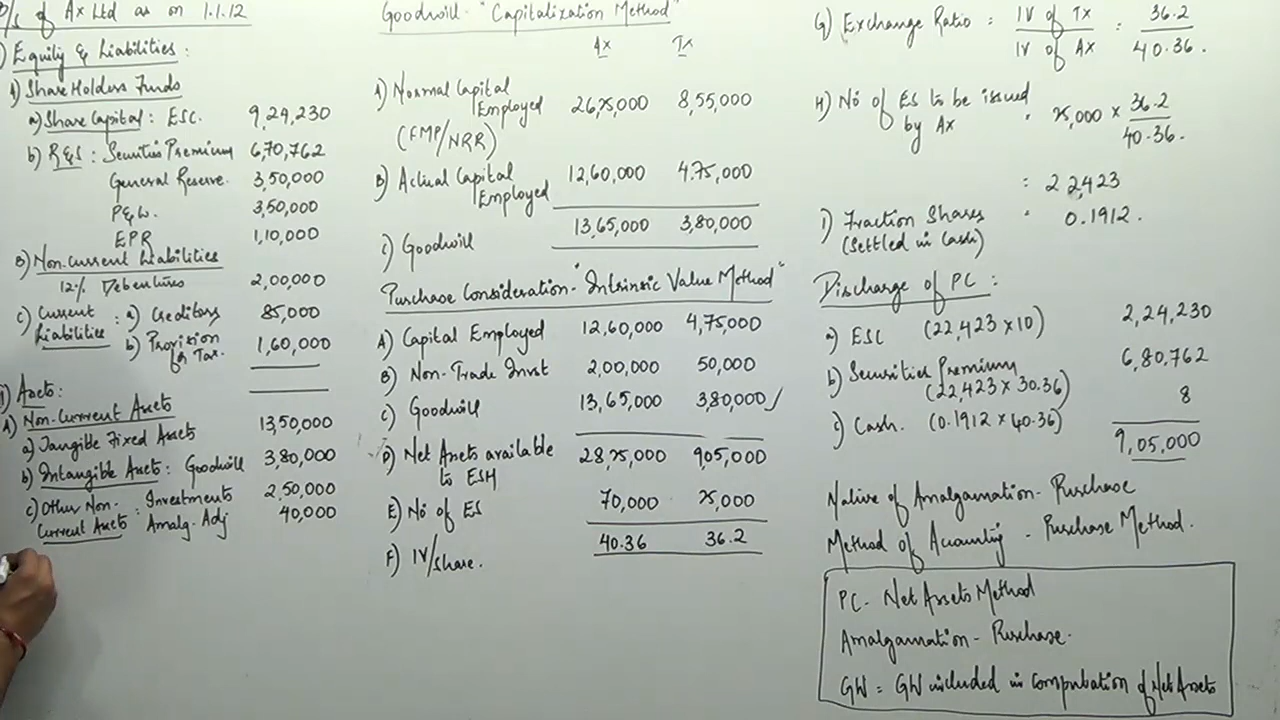 B/s of Ax Ltd as on 1.1.12
I) Equity & Liabilities:
A) Share Holders Funds
a) Share Capital: ESC. 9,24,230
b) R&S: Securities Premium 6,70,762
General Reserve. 3,50,000
P&L. 3,50,000
EPR 1,10,000
B) Non-Current Liabilities
12% Debentures 2,00,000
C) Current Liabilities: a) Creditors 85,000
b) Provision for Tax. 1,60,000
II) Assets:
A) Non-Current Assets
a) Tangible Fixed Assets 13,50,000
b) Intangible Assets: Goodwill 3,80,000
c) Other Non- : Investments 2,50,000
Current Assets Amalg. Adj 40,000
Goodwill - "Capitalization Method"
Ax Tx
A) Normal Capital Employed 26,25,000 8,55,000
(FMP/NRR)
B) Actual Capital Employed 12,60,000 4,75,000
C) Goodwill 13,65,000 3,80,000
Purchase Consideration - "Intrinsic Value Method"
A) Capital Employed 12,60,000 4,75,000
B) Non-Trade Invst 2,00,000 50,000
C) Goodwill 13,65,000 3,80,000
D) Net Assets available to ESH 28,25,000 905,000
E) No of ES 70,000 25,000
F) IV/share. 40.36 36.2
G) Exchange Ratio = IV of Tx / IV of Ax = 36.2 / 40.36.
H) No of ES to be issued by Ax = 25,000 × 36.2 / 40.36.
= 22,423
I) Fraction Shares = 0.1912.
(Settled in Cash)
Discharge of PC:
a) ESC (22,423 × 10) 2,24,230
b) Securities Premium 6,80,762
(22,423 × 30.36)
c) Cash. (0.1912 × 40.36) 8
9,05,000
Native of Amalgamation - Purchase
Method of Accounting - Purchase Method.
PC - Net Assets Method
Amalgamation - Purchase.
GW = GW included in computation of Net Assets